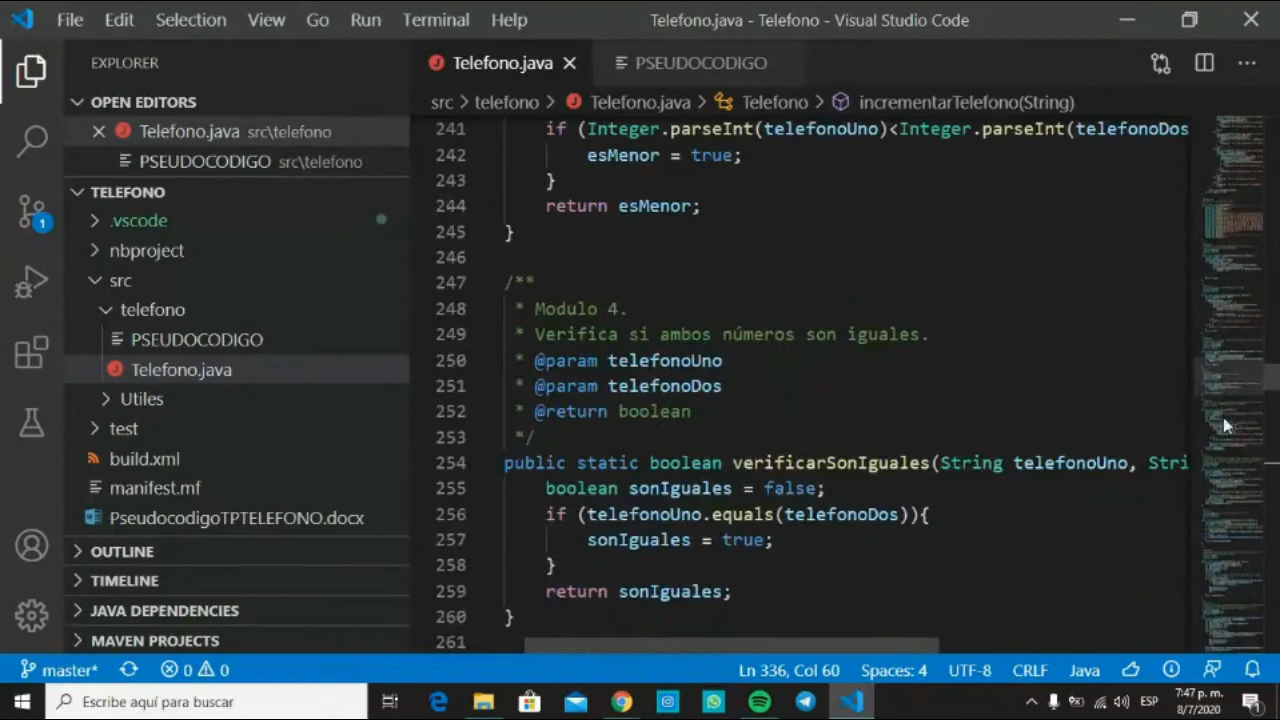 File Edit Selection View Go Run Terminal Help Telefono.java - Telefono - Visual Studio Code
EXPLORER
OPEN EDITORS
Telefono.java src\telefono
PSEUDOCODIGO src\telefono
TELEFONO
.vscode
nbproject
src
telefono
PSEUDOCODIGO
Telefono.java
Utiles
test
build.xml
manifest.mf
PseudocodigoTPTELEFONO.docx
OUTLINE
TIMELINE
JAVA DEPENDENCIES
MAVEN PROJECTS
1
Telefono.java PSEUDOCODIGO
src > telefono > Telefono.java > Telefono > incrementarTelefono(String)
241 if (Integer.parseInt(telefonoUno)<Integer.parseInt(telefonoDos
242 esMenor = true;
243 }
244 return esMenor;
245 }
246
247 /**
248 * Modulo 4.
249 * Verifica si ambos números son iguales.
250 * @param telefonoUno
251 * @param telefonoDos
252 * @return boolean
253 */
254 public static boolean verificarSonIguales(String telefonoUno, Stri
255 boolean sonIguales = false;
256 if (telefonoUno.equals(telefonoDos)){
257 sonIguales = true;
258 }
259 return sonIguales;
260 }
261
master* 0 0 Ln 336, Col 60 Spaces: 4 UTF-8 CRLF Java
Escribe aquí para buscar ESP 7:47 p. m.
8/7/2020 1